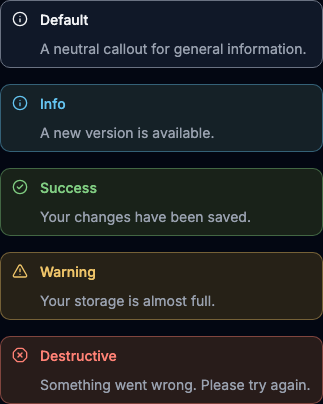 Default
A neutral callout for general information.
Info
A new version is available.
Success
Your changes have been saved.
Warning
Your storage is almost full.
Destructive
Something went wrong. Please try again.